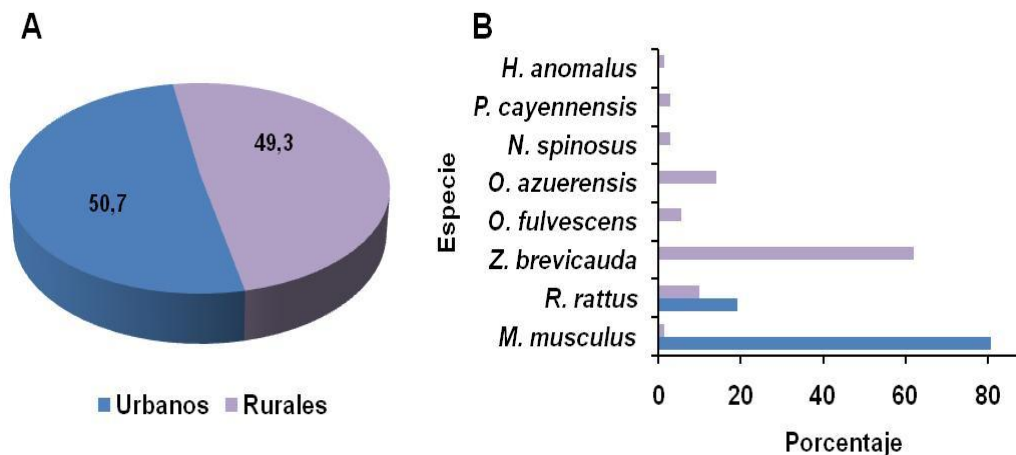 A
49,3
50,7
Urbanos
Rurales
B
Especie
H. anomalus
P. cayennensis
N. spinosus
O. azuerensis
O. fulvescens
Z. brevicauda
R. rattus
M. musculus
0 20 40 60 80
Porcentaje